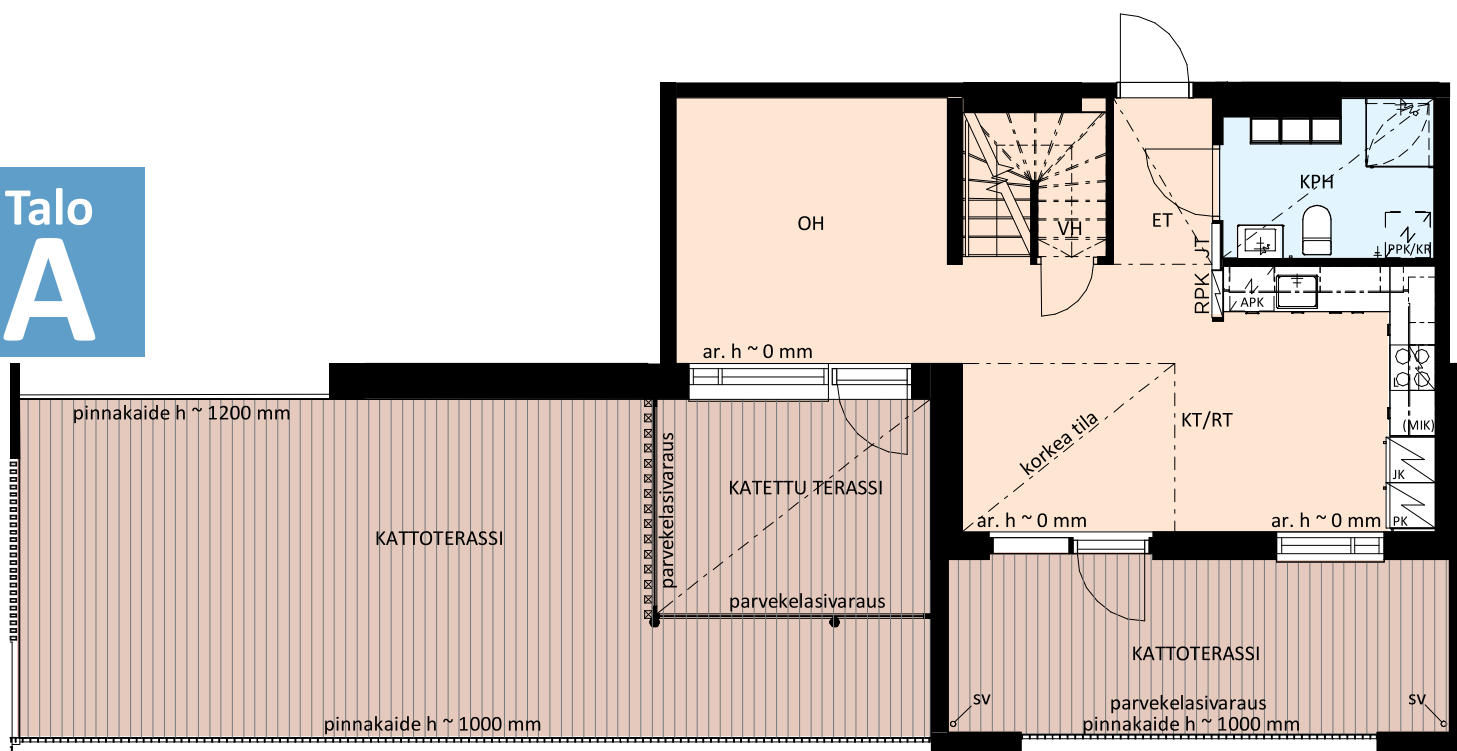 Talo
A
OH
VH
ET
KPH
PPK/KR
JT
RPK
APK
ar. h ~ 0 mm
pinnakaide h ~ 1200 mm
parvekelasivaraus
KATETTU TERASSI
korkea tila
KT/RT
(MIK)
JK
PK
ar. h ~ 0 mm
ar. h ~ 0 mm
KATTOTERASSI
parvekelasivaraus
KATTOTERASSI
sv
sv
parvekelasivaraus
pinnakaide h ~ 1000 mm
pinnakaide h ~ 1000 mm